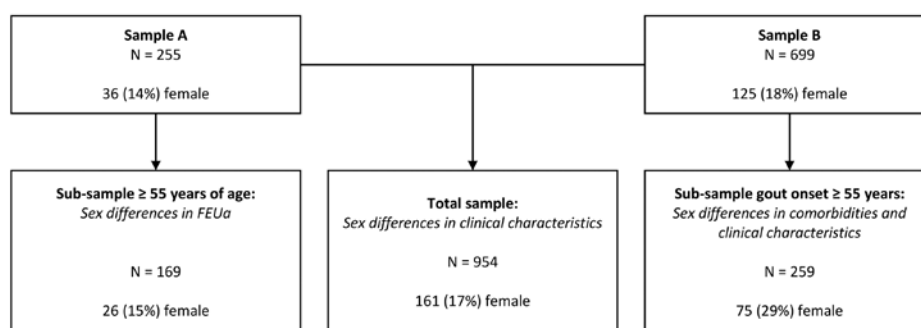 Sample A
N = 255
36 (14%) female
Sample B
N = 699
125 (18%) female
Sub-sample ≥ 55 years of age:
Sex differences in FEUa
N = 169
26 (15%) female
Total sample:
Sex differences in clinical characteristics
N = 954
161 (17%) female
Sub-sample gout onset ≥ 55 years:
Sex differences in comorbidities and
clinical characteristics
N = 259
75 (29%) female